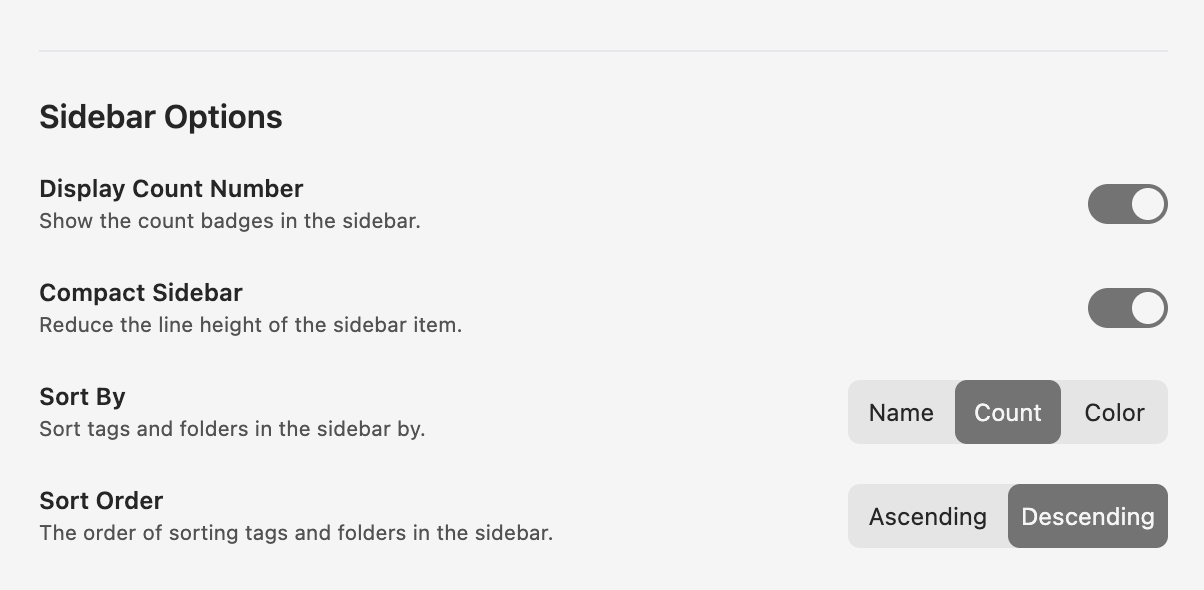 Sidebar Options
Display Count Number
Show the count badges in the sidebar.
Compact Sidebar
Reduce the line height of the sidebar item.
Sort By
Sort tags and folders in the sidebar by.
Name Count Color
Sort Order
The order of sorting tags and folders in the sidebar.
Ascending Descending